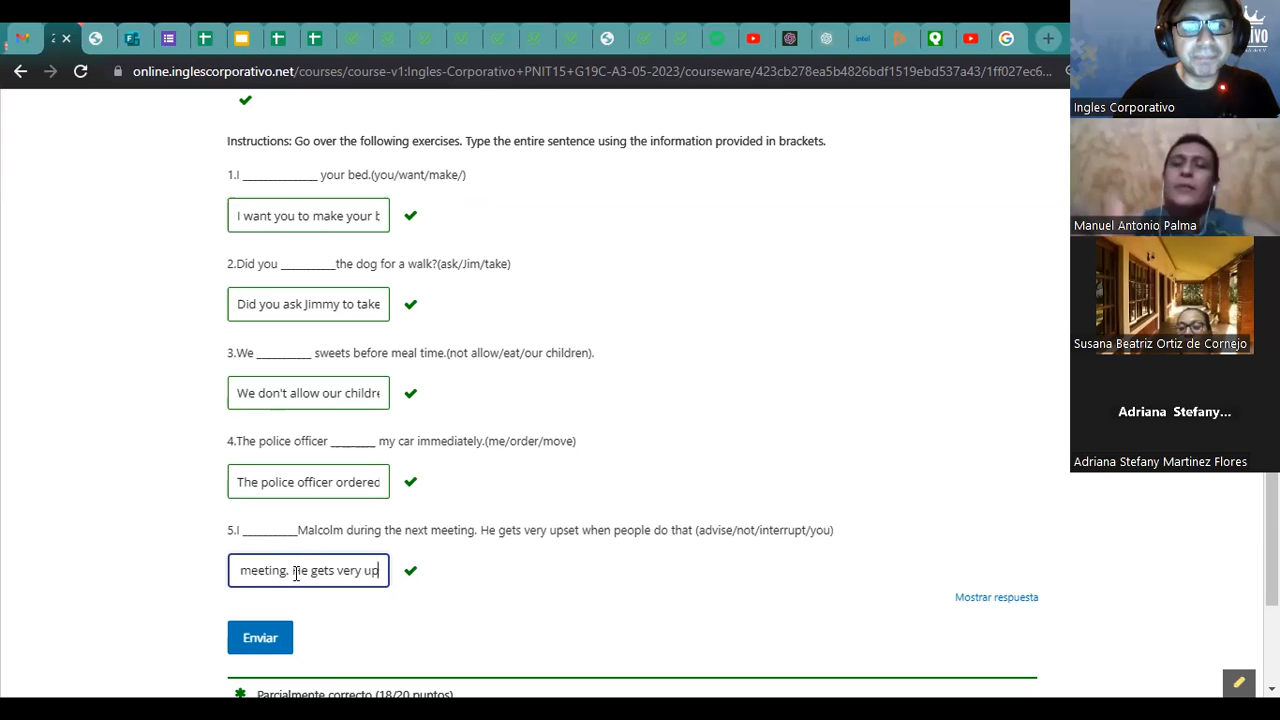 online.inglescorporativo.net/courses/course-v1:Ingles-Corporativo+PNIT15+G19C-A3-05-2023/courseware/423cb278ea5b4826bdf1519ebd537a43/1ff027ec6...
Instructions: Go over the following exercises. Type the entire sentence using the information provided in brackets.
1.I ______________ your bed.(you/want/make/)
I want you to make your b
2.Did you __________the dog for a walk?(ask/Jim/take)
Did you ask Jimmy to take
3.We __________ sweets before meal time.(not allow/eat/our children).
We don't allow our childre
4.The police officer ________ my car immediately.(me/order/move)
The police officer ordered
5.I __________Malcolm during the next meeting. He gets very upset when people do that (advise/not/interrupt/you)
meeting. He gets very up
Mostrar respuesta
Enviar
Parcialmente correcto (18/20 puntos)
Ingles Corporativo
Manuel Antonio Palma
Susana Beatriz Ortiz de Cornejo
Adriana Stefany...
Adriana Stefany Martinez Flores